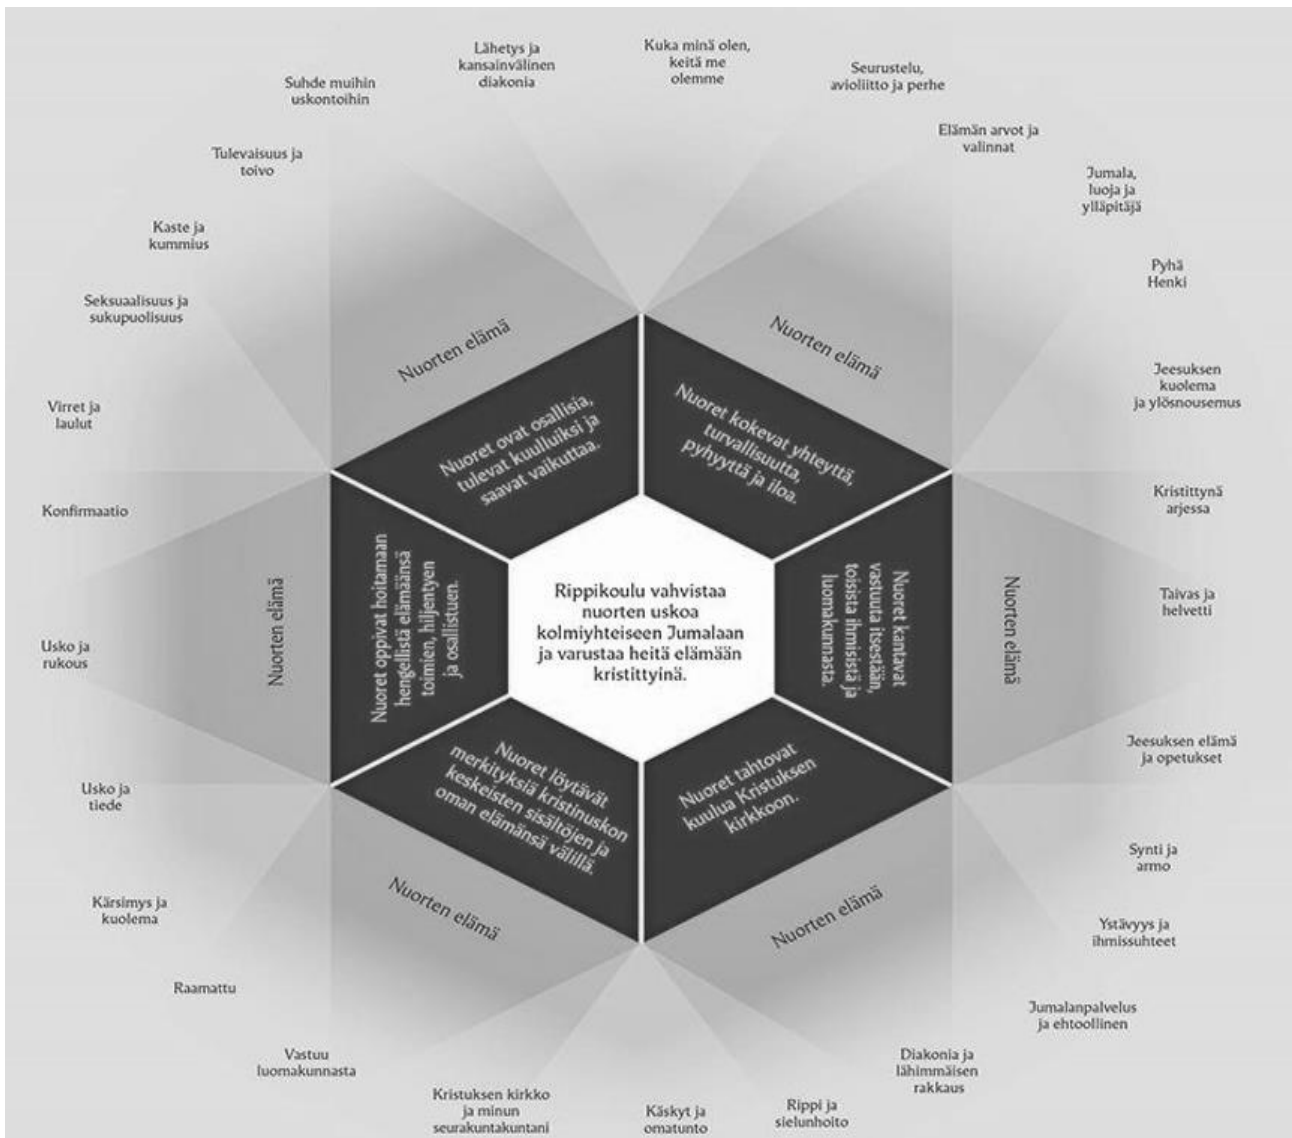 Lähetys ja
kansainvälinen
diakonia
Kuka minä olen,
keitä me
olemme
Seurustelu,
avioliitto ja perhe
Elämän arvot ja
valinnat
Jumala,
luoja ja
ylläpitäjä
Pyhä
Henki
Jeesuksen
kuolema
ja ylösnousemus
Kristittynä
arjessa
Taivas ja
helvetti
Jeesuksen elämä
ja opetukset
Synti ja
armo
Ystävyys ja
ihmissuhteet
Jumalanpalvelus
ja ehtoollinen
Diakonia ja
lähimmäisen
rakkaus
Rippi ja
sielunhoito
Käskyt ja
omatunto
Kristuksen kirkko
ja minun
seurakuntakuntani
Vastuu
luomakunnasta
Raamattu
Kärsimys ja
kuolema
Usko ja
tiede
Usko ja
rukous
Konfirmaatio
Virret ja
laulut
Seksuaalisuus ja
sukupuolisuus
Kaste ja
kummius
Tulevaisuus ja
toivo
Suhde muihin
uskontoihin
Nuorten elämä
Nuorten elämä
Nuorten elämä
Nuorten elämä
Nuorten elämä
Nuorten elämä
Nuoret ovat osallisia,
tulevat kuulluiksi ja
saavat vaikuttaa.
Nuoret kokevat yhteyttä,
turvallisuutta,
pyhyyttä ja iloa.
Nuoret kantavat
vastuuta itsestään,
toisista ihmisistä ja
luomakunnasta.
Nuoret tahtovat
kuulua Kristuksen
kirkkoon.
Nuoret löytävät
merkityksiä kristinuskon
keskeisten sisältöjen ja
oman elämänsä välillä.
Nuoret oppivat hoitamaan
hengellistä elämäänsä
toimien, hiljentyen
ja osallistuen.
Rippikoulu vahvistaa
nuorten uskoa
kolmiyhteiseen Jumalaan
ja varustaa heitä elämään
kristittyinä.